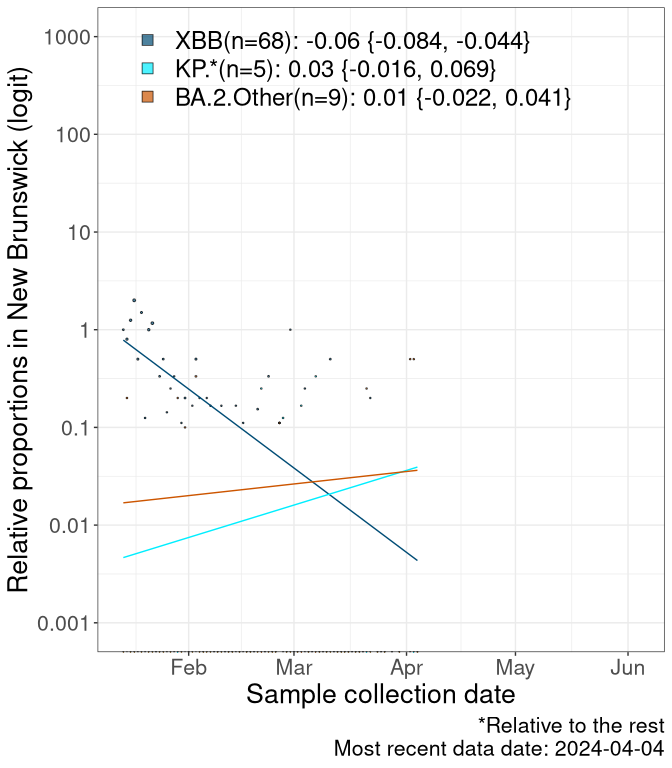 XBB(n=68): -0.06 {-0.084, -0.044}
KP.*(n=5): 0.03 {-0.016, 0.069}
BA.2.Other(n=9): 0.01 {-0.022, 0.041}
Relative proportions in New Brunswick (logit)
1000
100
10
1
0.1
0.01
0.001
Feb Mar Apr May Jun
Sample collection date
*Relative to the rest
Most recent data date: 2024-04-04